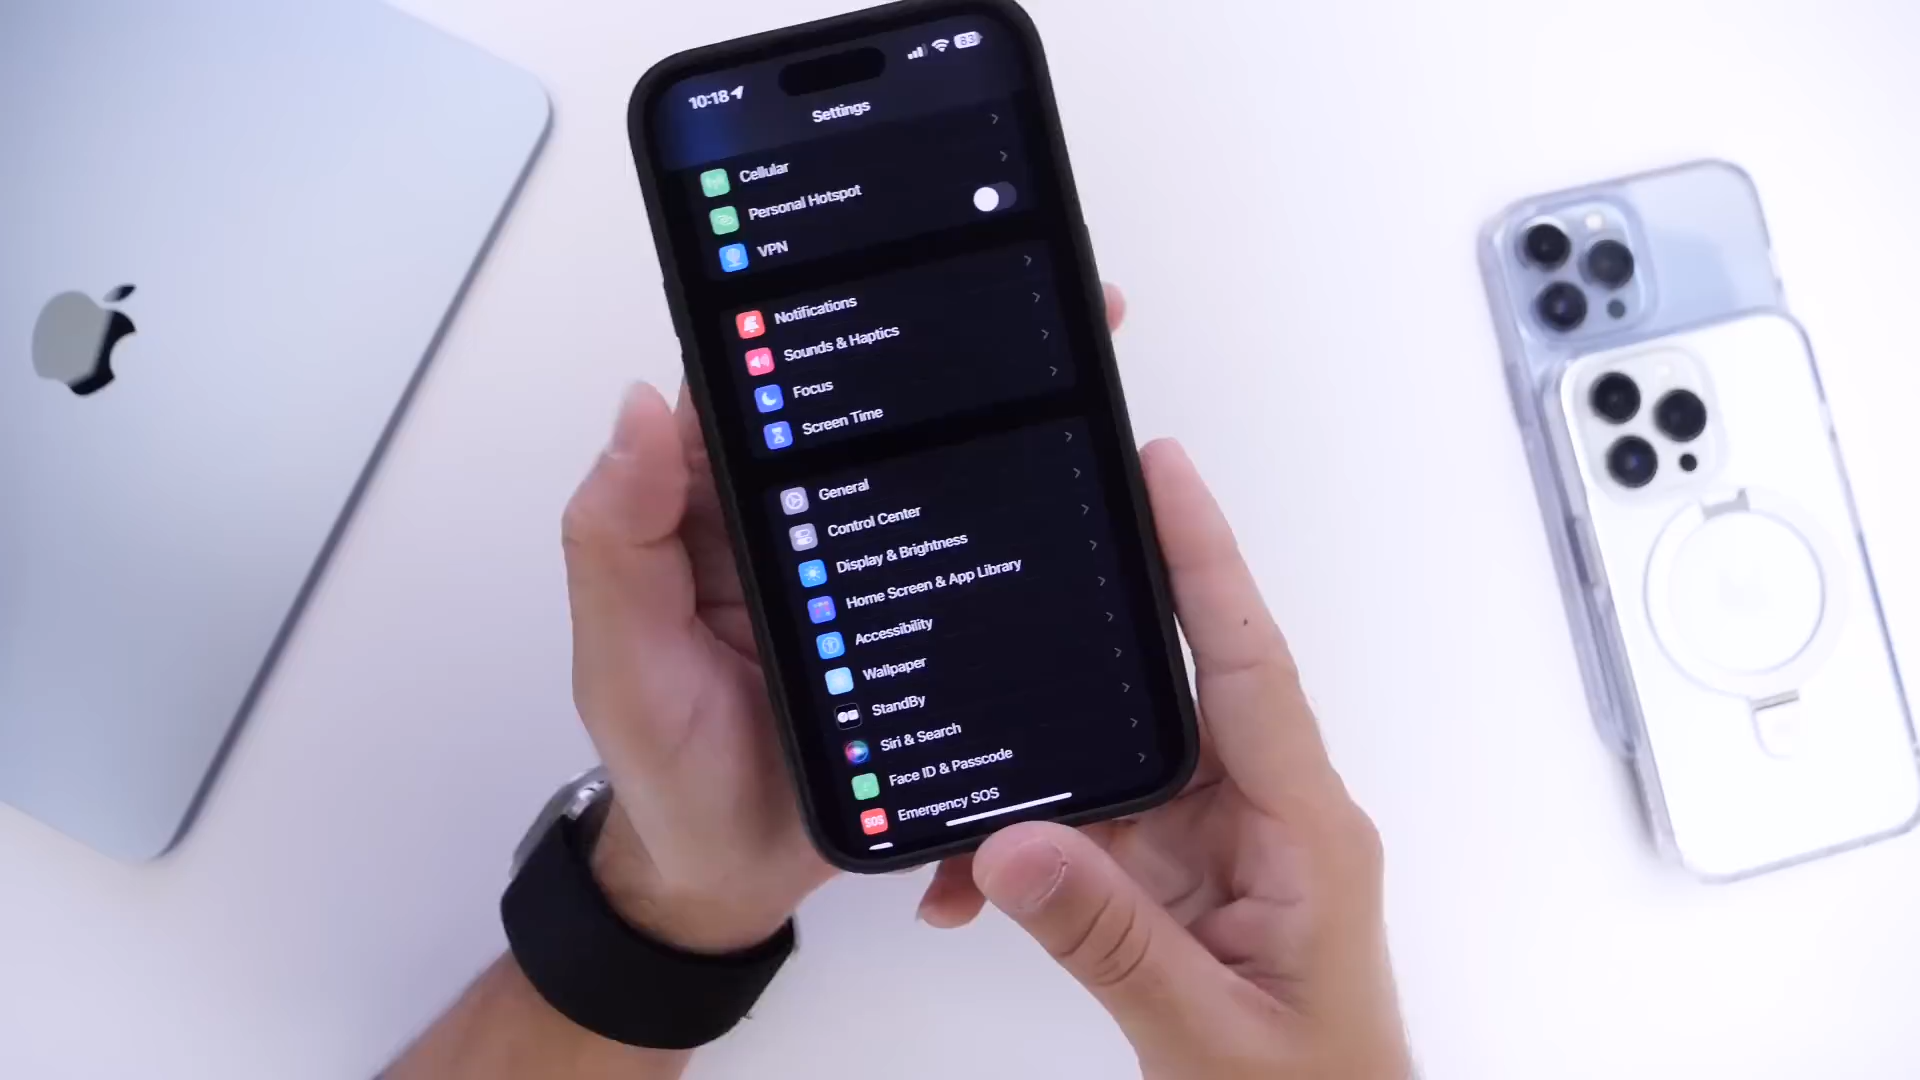 10:18
83
Settings
Cellular
Personal Hotspot
VPN
Notifications
Sounds & Haptics
Focus
Screen Time
General
Control Center
Display & Brightness
Home Screen & App Library
Accessibility
Wallpaper
StandBy
Siri & Search
Face ID & Passcode
SOS
Emergency SOS